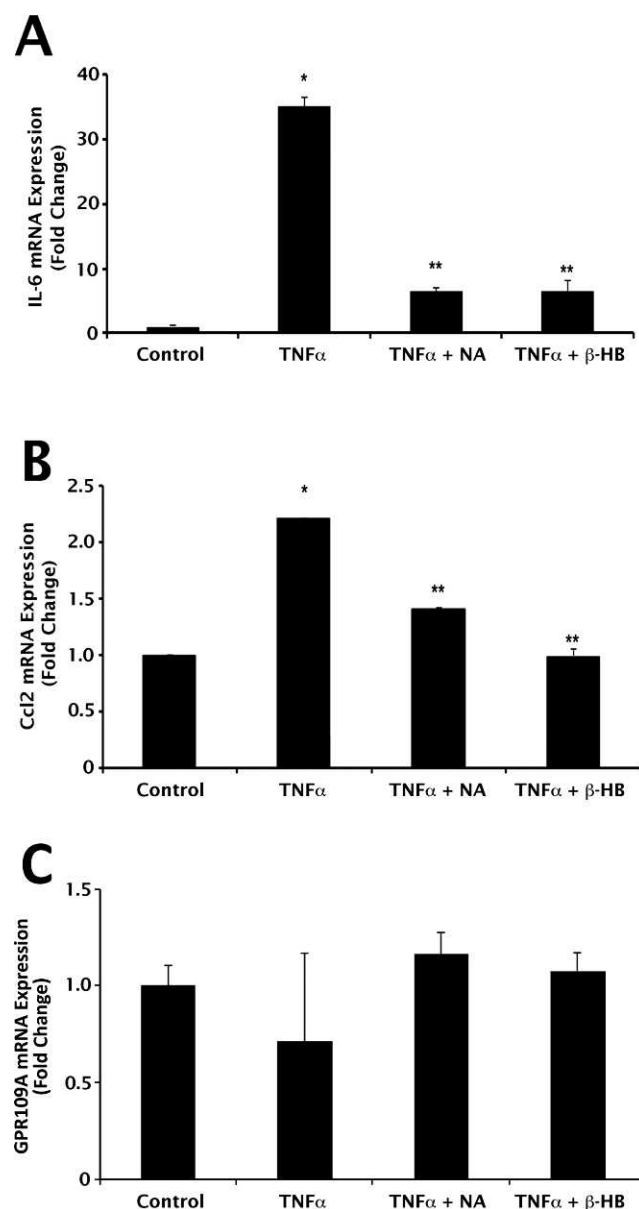 A
IL-6 mRNA Expression
(Fold Change)
40
30
20
10
0
*
**
**
Control TNFα TNFα + NA TNFα + β-HB
B
Ccl2 mRNA Expression
(Fold Change)
2.5
2.0
1.5
1.0
0.5
0
*
**
**
Control TNFα TNFα + NA TNFα + β-HB
C
GPR109A mRNA Expression
(Fold Change)
1.5
1.0
0.5
0
Control TNFα TNFα + NA TNFα + β-HB